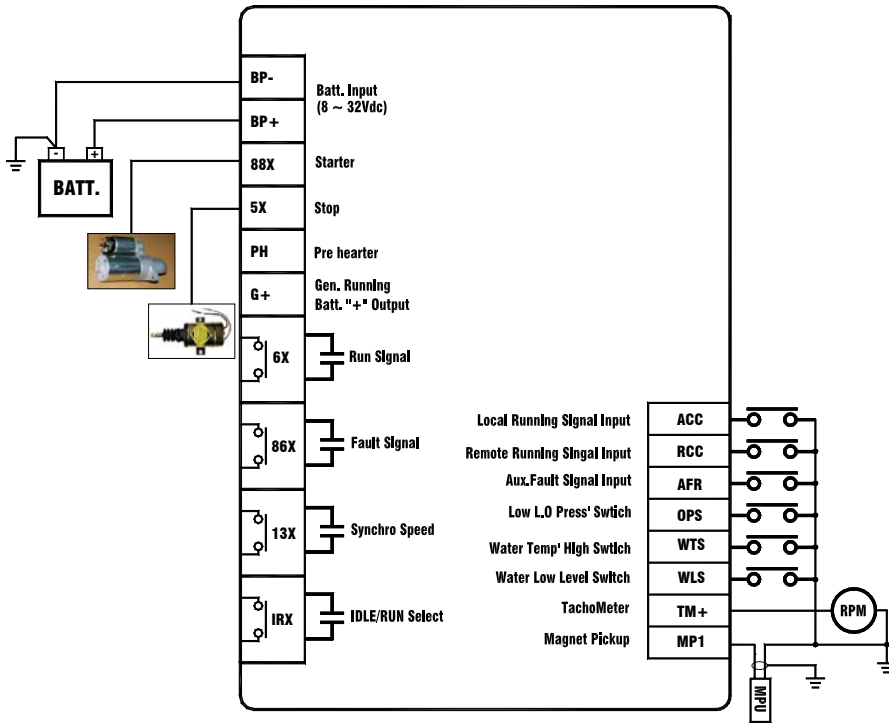 BP-
Batt. Input
(8 ~ 32Vdc)
BP+
- +
BATT.
88X
Starter
5X
Stop
PH
Pre hearter
G+
Gen. Running
Batt. "+" Output
6X
Run Signal
86X
Fault Signal
13X
Synchro Speed
IRX
IDLE/RUN Select
Local Running Signal Input
ACC
Remote Running Singal Input
RCC
Aux.Fault Signal Input
AFR
Low L.O Press' Swtich
OPS
Water Temp' High Swtich
WTS
Water Low Level Switch
WLS
TachoMeter
TM+
RPM
Magnet Pickup
MP1
MPU